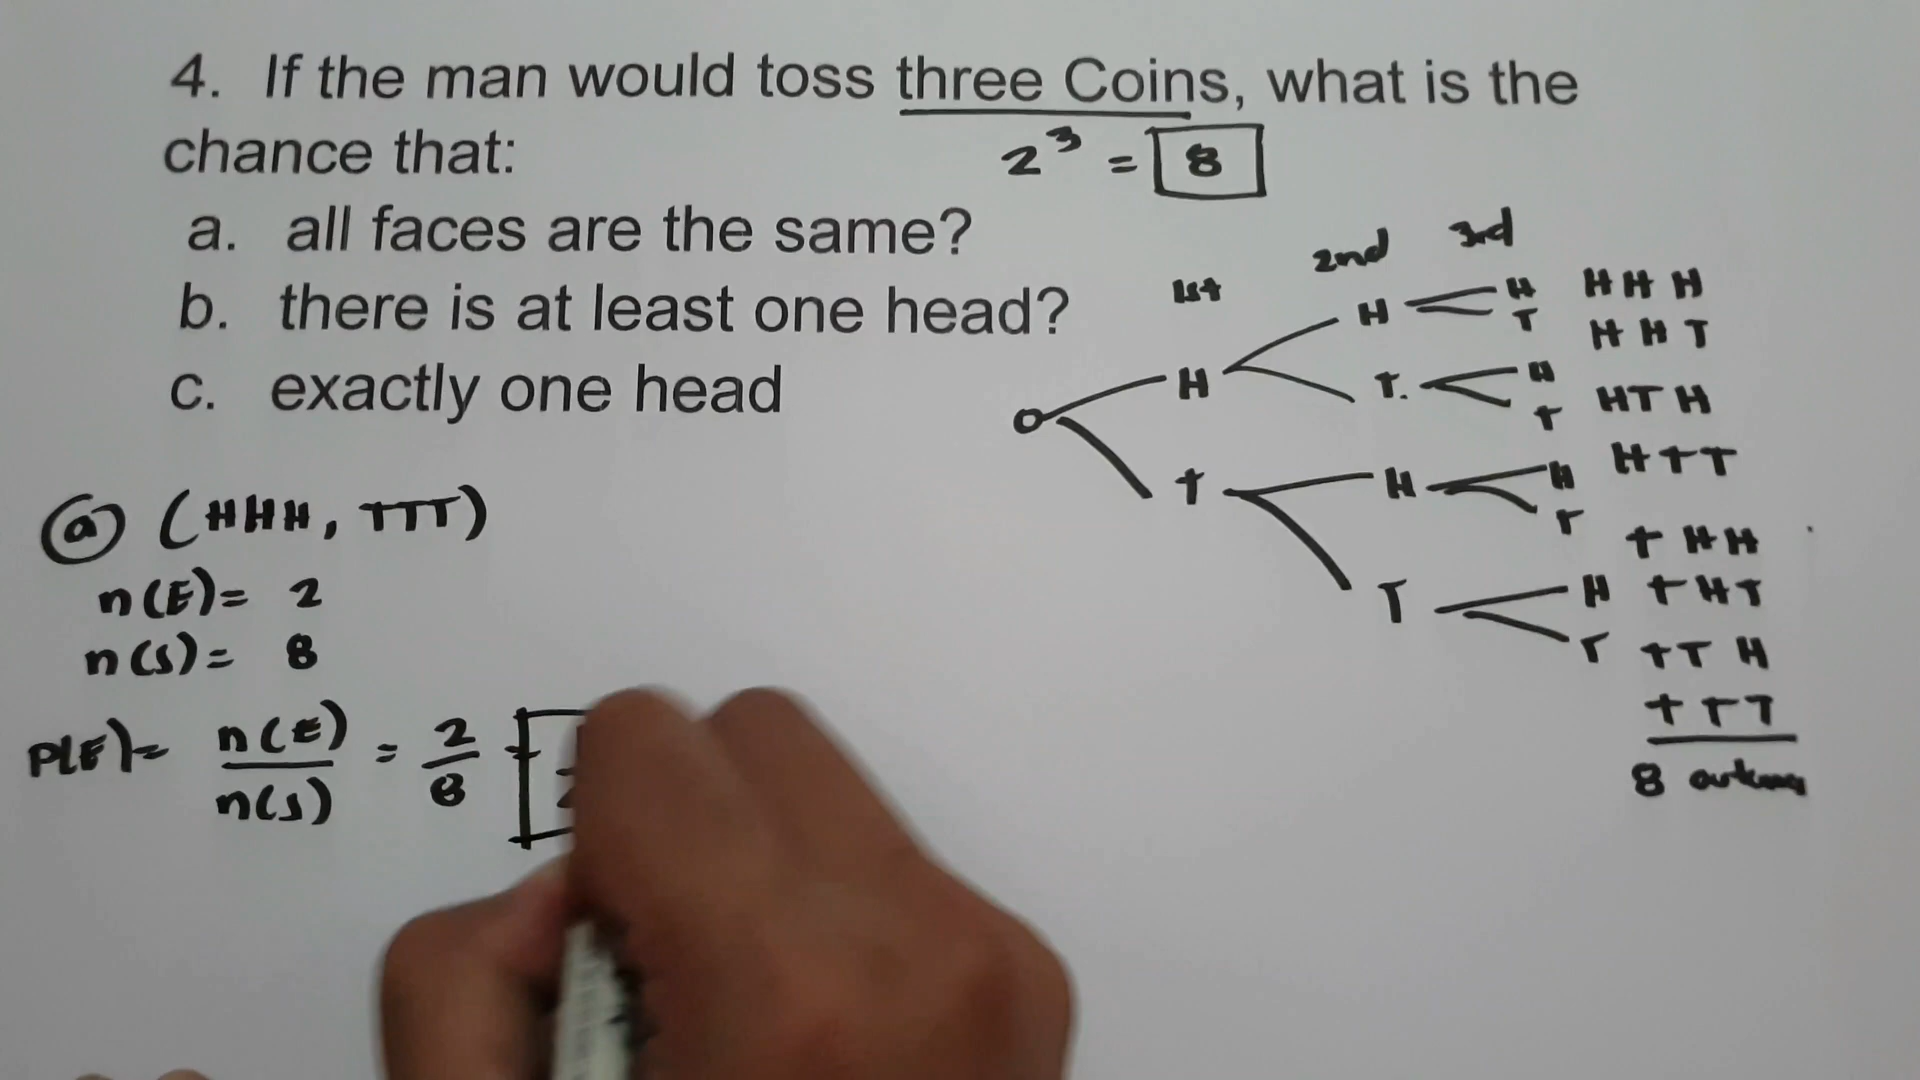 4. If the man would toss three Coins, what is the
chance that:
2³ = 8
a. all faces are the same?
b. there is at least one head?
c. exactly one head
1st 2nd 3rd
H H H
T
T. H
T
T H H
T
T H
T
O
H H H
H H T
H T H
H T T
T H H
T H T
T T H
T T T
8
a (HHH, TTT)
n(E)= 2
n(s)= 8
P(E)= n(E)/n(s) = 2/8 =